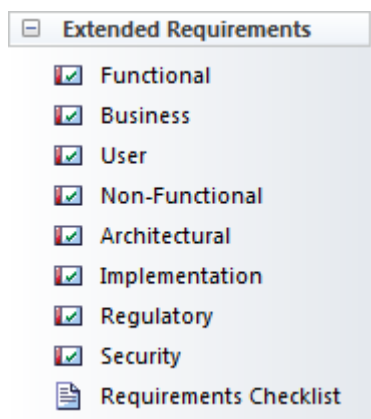 Extended Requirements
Functional
Business
User
Non-Functional
Architectural
Implementation
Regulatory
Security
Requirements Checklist